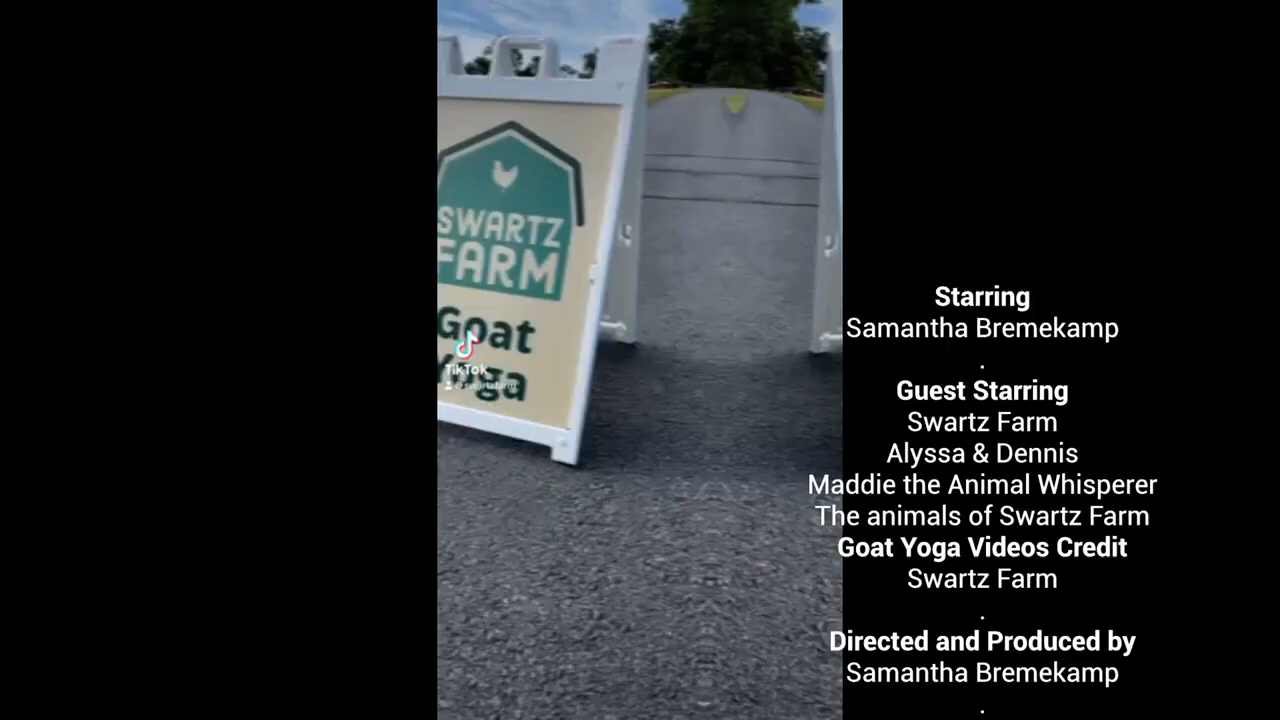 SWARTZ
FARM
Goat
Yoga
TikTok
@swartzfarm
Starring
Samantha Bremekamp
.
Guest Starring
Swartz Farm
Alyssa & Dennis
Maddie the Animal Whisperer
The animals of Swartz Farm
Goat Yoga Videos Credit
Swartz Farm
.
Directed and Produced by
Samantha Bremekamp
.